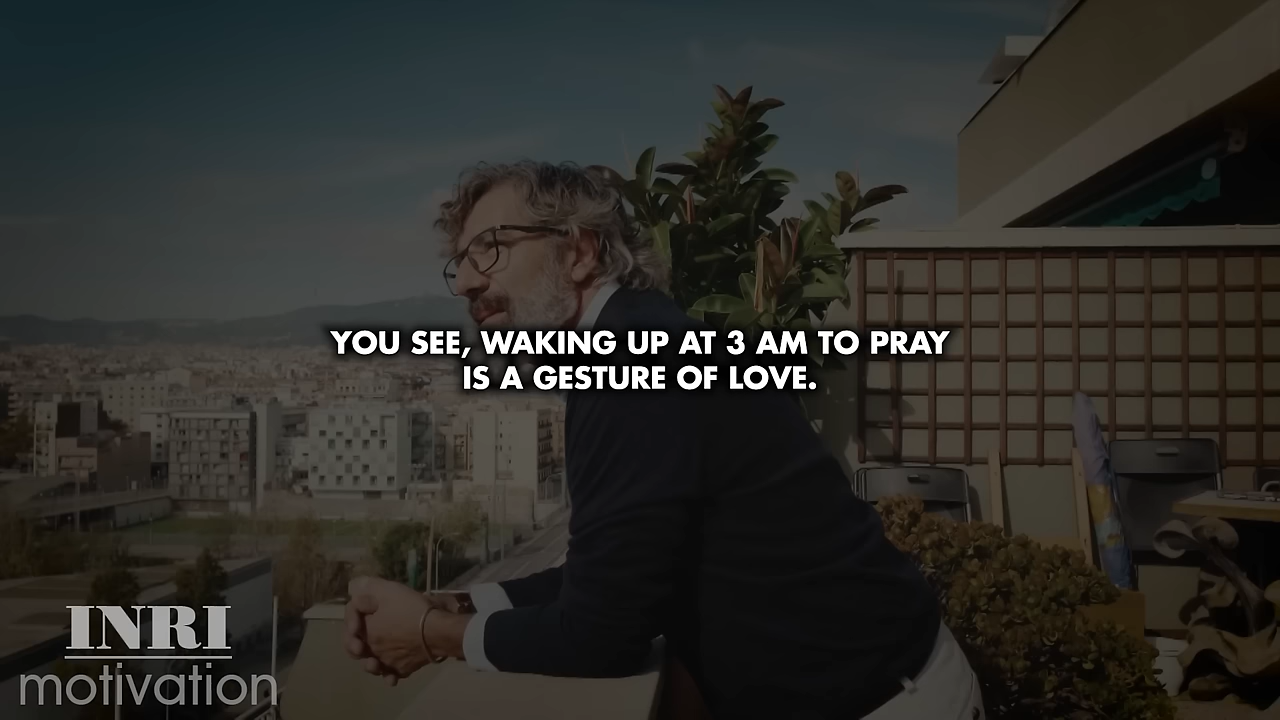 YOU SEE, WAKING UP AT 3 AM TO PRAY
IS A GESTURE OF LOVE.
INRI
motivation